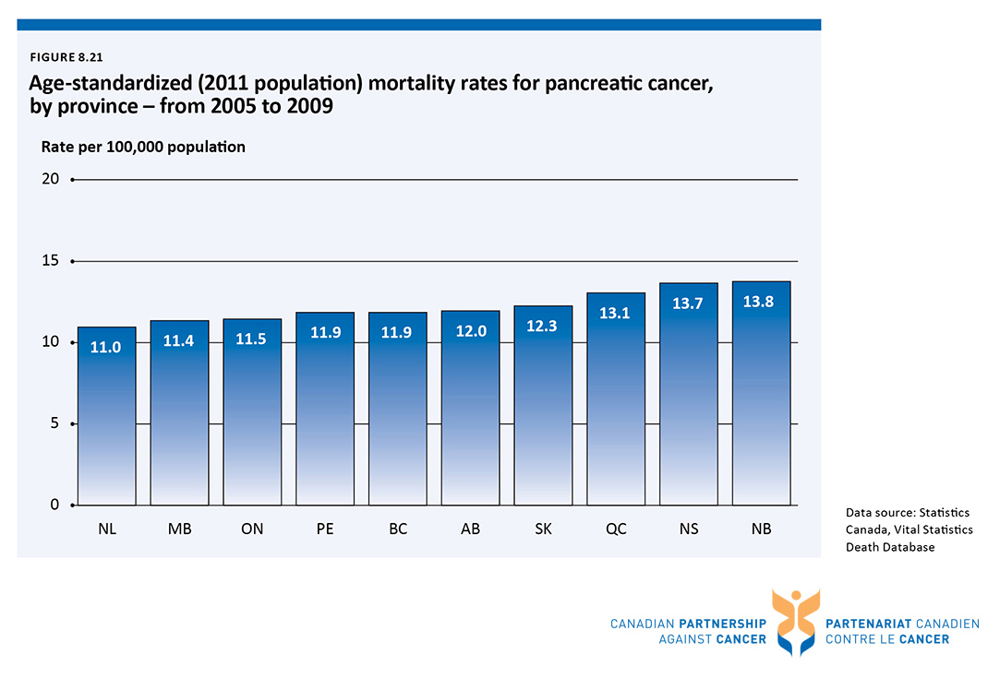 FIGURE 8.21
Age-standardized (2011 population) mortality rates for pancreatic cancer,
by province – from 2005 to 2009
Rate per 100,000 population
20
15
10
5
0
11.0
11.4
11.5
11.9
11.9
12.0
12.3
13.1
13.7
13.8
NL
MB
ON
PE
BC
AB
SK
QC
NS
NB
Data source: Statistics
Canada, Vital Statistics
Death Database
CANADIAN PARTNERSHIP
AGAINST CANCER
PARTENARIAT CANADIEN
CONTRE LE CANCER